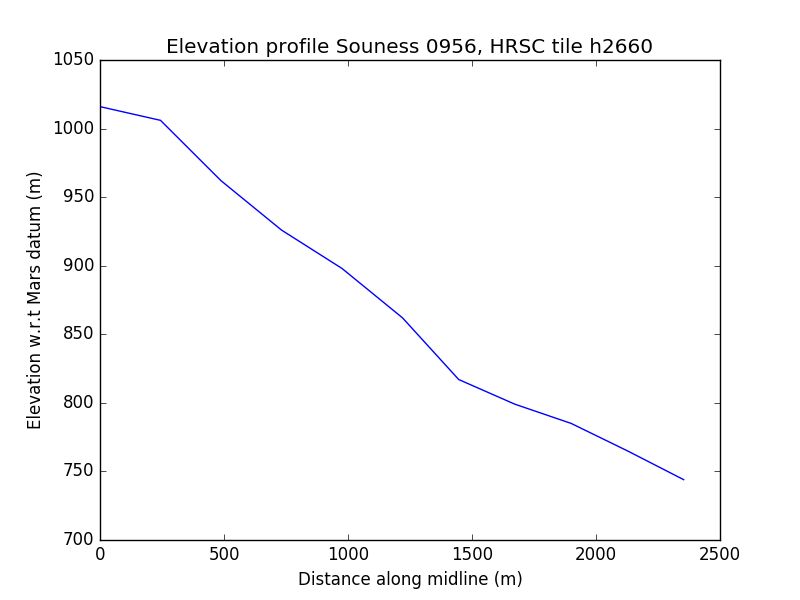 Elevation profile Souness 0956, HRSC tile h2660
1050
1000
950
900
850
800
750
700
Elevation w.r.t Mars datum (m)
0 500 1000 1500 2000 2500
Distance along midline (m)